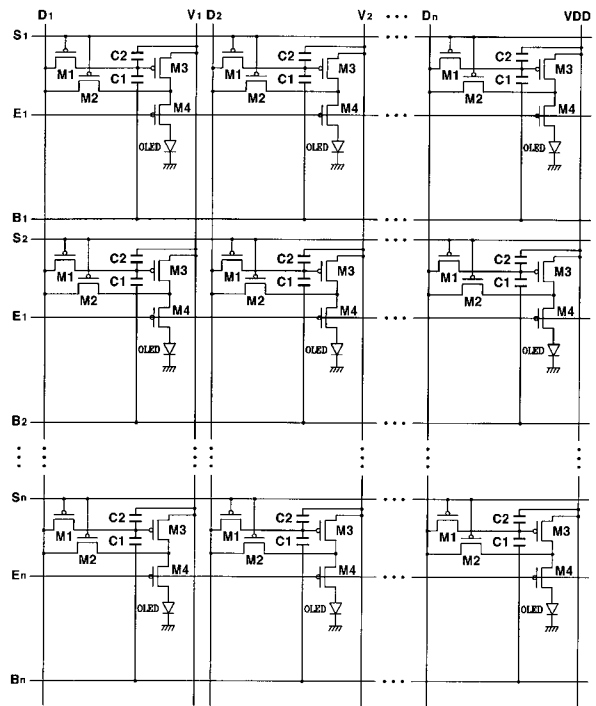 D1 V1 D2 V2 ··· Dn VDD
S1 ···
C2 C2 C2
M1 C1 M3 M1 C1 M3 M1 C1 M3
M2 M2 M2
M4 M4 M4
E1 ···
OLED OLED OLED
B1 ···
S2 ···
C2 C2 C2
M1 C1 M3 M1 C1 M3 M1 C1 M3
M2 M2 M2
M4 M4 M4
E1 ···
OLED OLED OLED
B2 ···
Sn ···
C2 C2 C2
M1 C1 M3 M1 C1 M3 M1 C1 M3
M2 M2 M2
M4 M4 M4
En ···
OLED OLED OLED
Bn ···